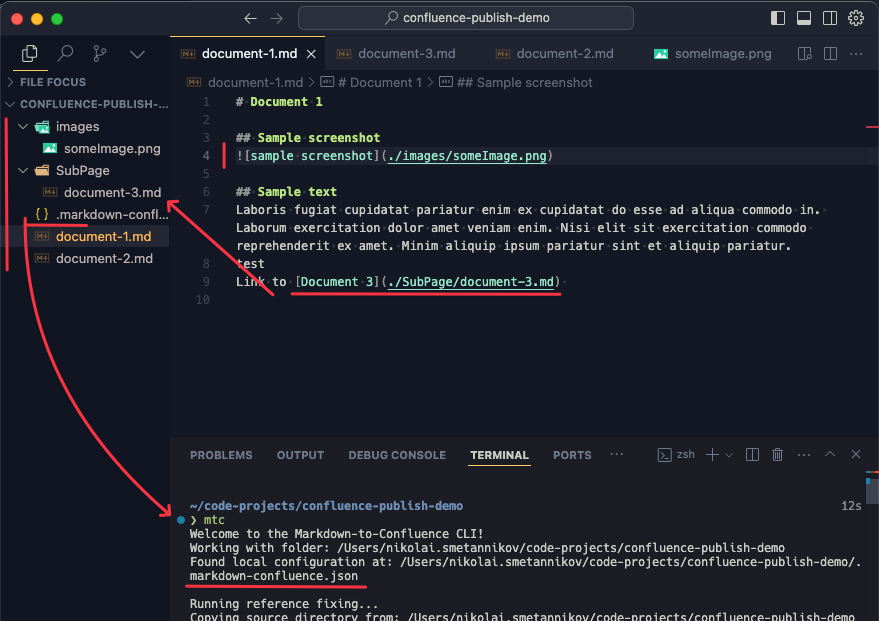 confluence-publish-demo
document-1.md
document-3.md
document-2.md
someImage.png
FILE FOCUS
CONFLUENCE-PUBLISH-...
images
someImage.png
SubPage
document-3.md
{ } .markdown-confl...
document-1.md
document-2.md
document-1.md > # Document 1 > ## Sample screenshot
1 # Document 1
2
3 ## Sample screenshot
4 ![sample screenshot](./images/someImage.png)
5
6 ## Sample text
7 Laboris fugiat cupidatat pariatur enim ex cupidatat do esse ad aliqua commodo in.
Laborum exercitation dolor amet veniam enim. Nisi elit sit exercitation commodo
reprehenderit ex amet. Minim aliquip ipsum pariatur sint et aliquip pariatur.
8 test
9 Link to [Document 3](./SubPage/document-3.md)
10
PROBLEMS OUTPUT DEBUG CONSOLE TERMINAL PORTS ... zsh
~/code-projects/confluence-publish-demo 12s
❯ mtc
Welcome to the Markdown-to-Confluence CLI!
Working with folder: /Users/nikolai.smetannikov/code-projects/confluence-publish-demo
Found local configuration at: /Users/nikolai.smetannikov/code-projects/confluence-publish-demo/.
markdown-confluence.json
Running reference fixing...
Copying source directory from: /Users/nikolai.smetannikov/code-projects/confluence-publish-demo